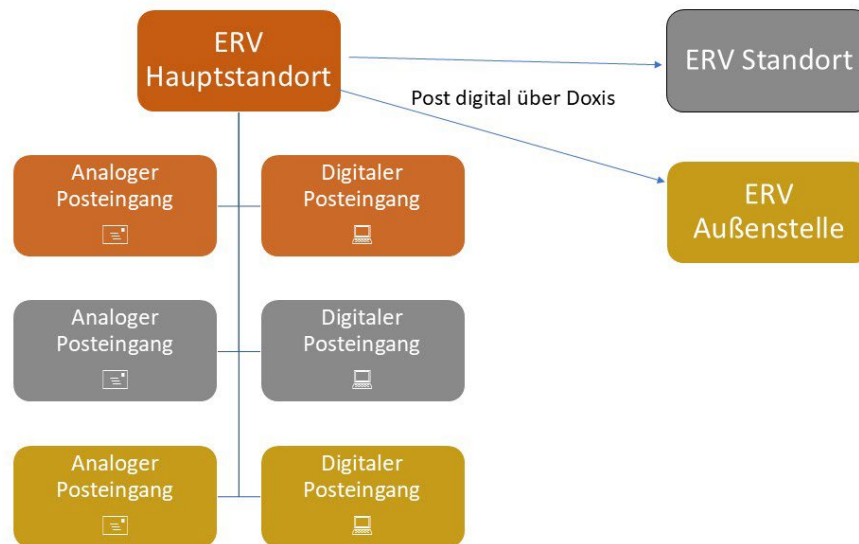 ERV
Hauptstandort
ERV Standort
Post digital über Doxis
ERV
Außenstelle
Analoger
Posteingang
Digitaler
Posteingang
Analoger
Posteingang
Digitaler
Posteingang
Analoger
Posteingang
Digitaler
Posteingang